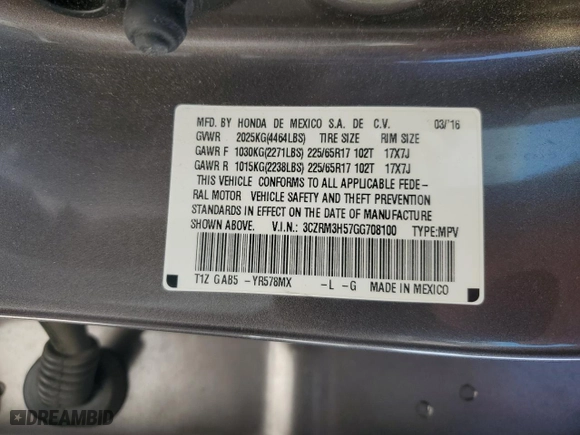 MFD. BY HONDA DE MEXICO S.A. DE C.V. 03/'16
GVWR 2025KG(4464LBS) TIRE SIZE RIM SIZE
GAWR F 1030KG(2271LBS) 225/65R17 102T 17X7J
GAWR R 1015KG(2238LBS) 225/65R17 102T 17X7J
THIS VEHICLE CONFORMS TO ALL APPLICABLE FEDE-
RAL MOTOR VEHICLE SAFETY AND THEFT PREVENTION
STANDARDS IN EFFECT ON THE DATE OF MANUFACTURE
SHOWN ABOVE. V.I.N.: 3CZRM3H57GG708100 TYPE:MPV
T1Z GAB5 -YR578MX -L -G MADE IN MEXICO
DREAMBID